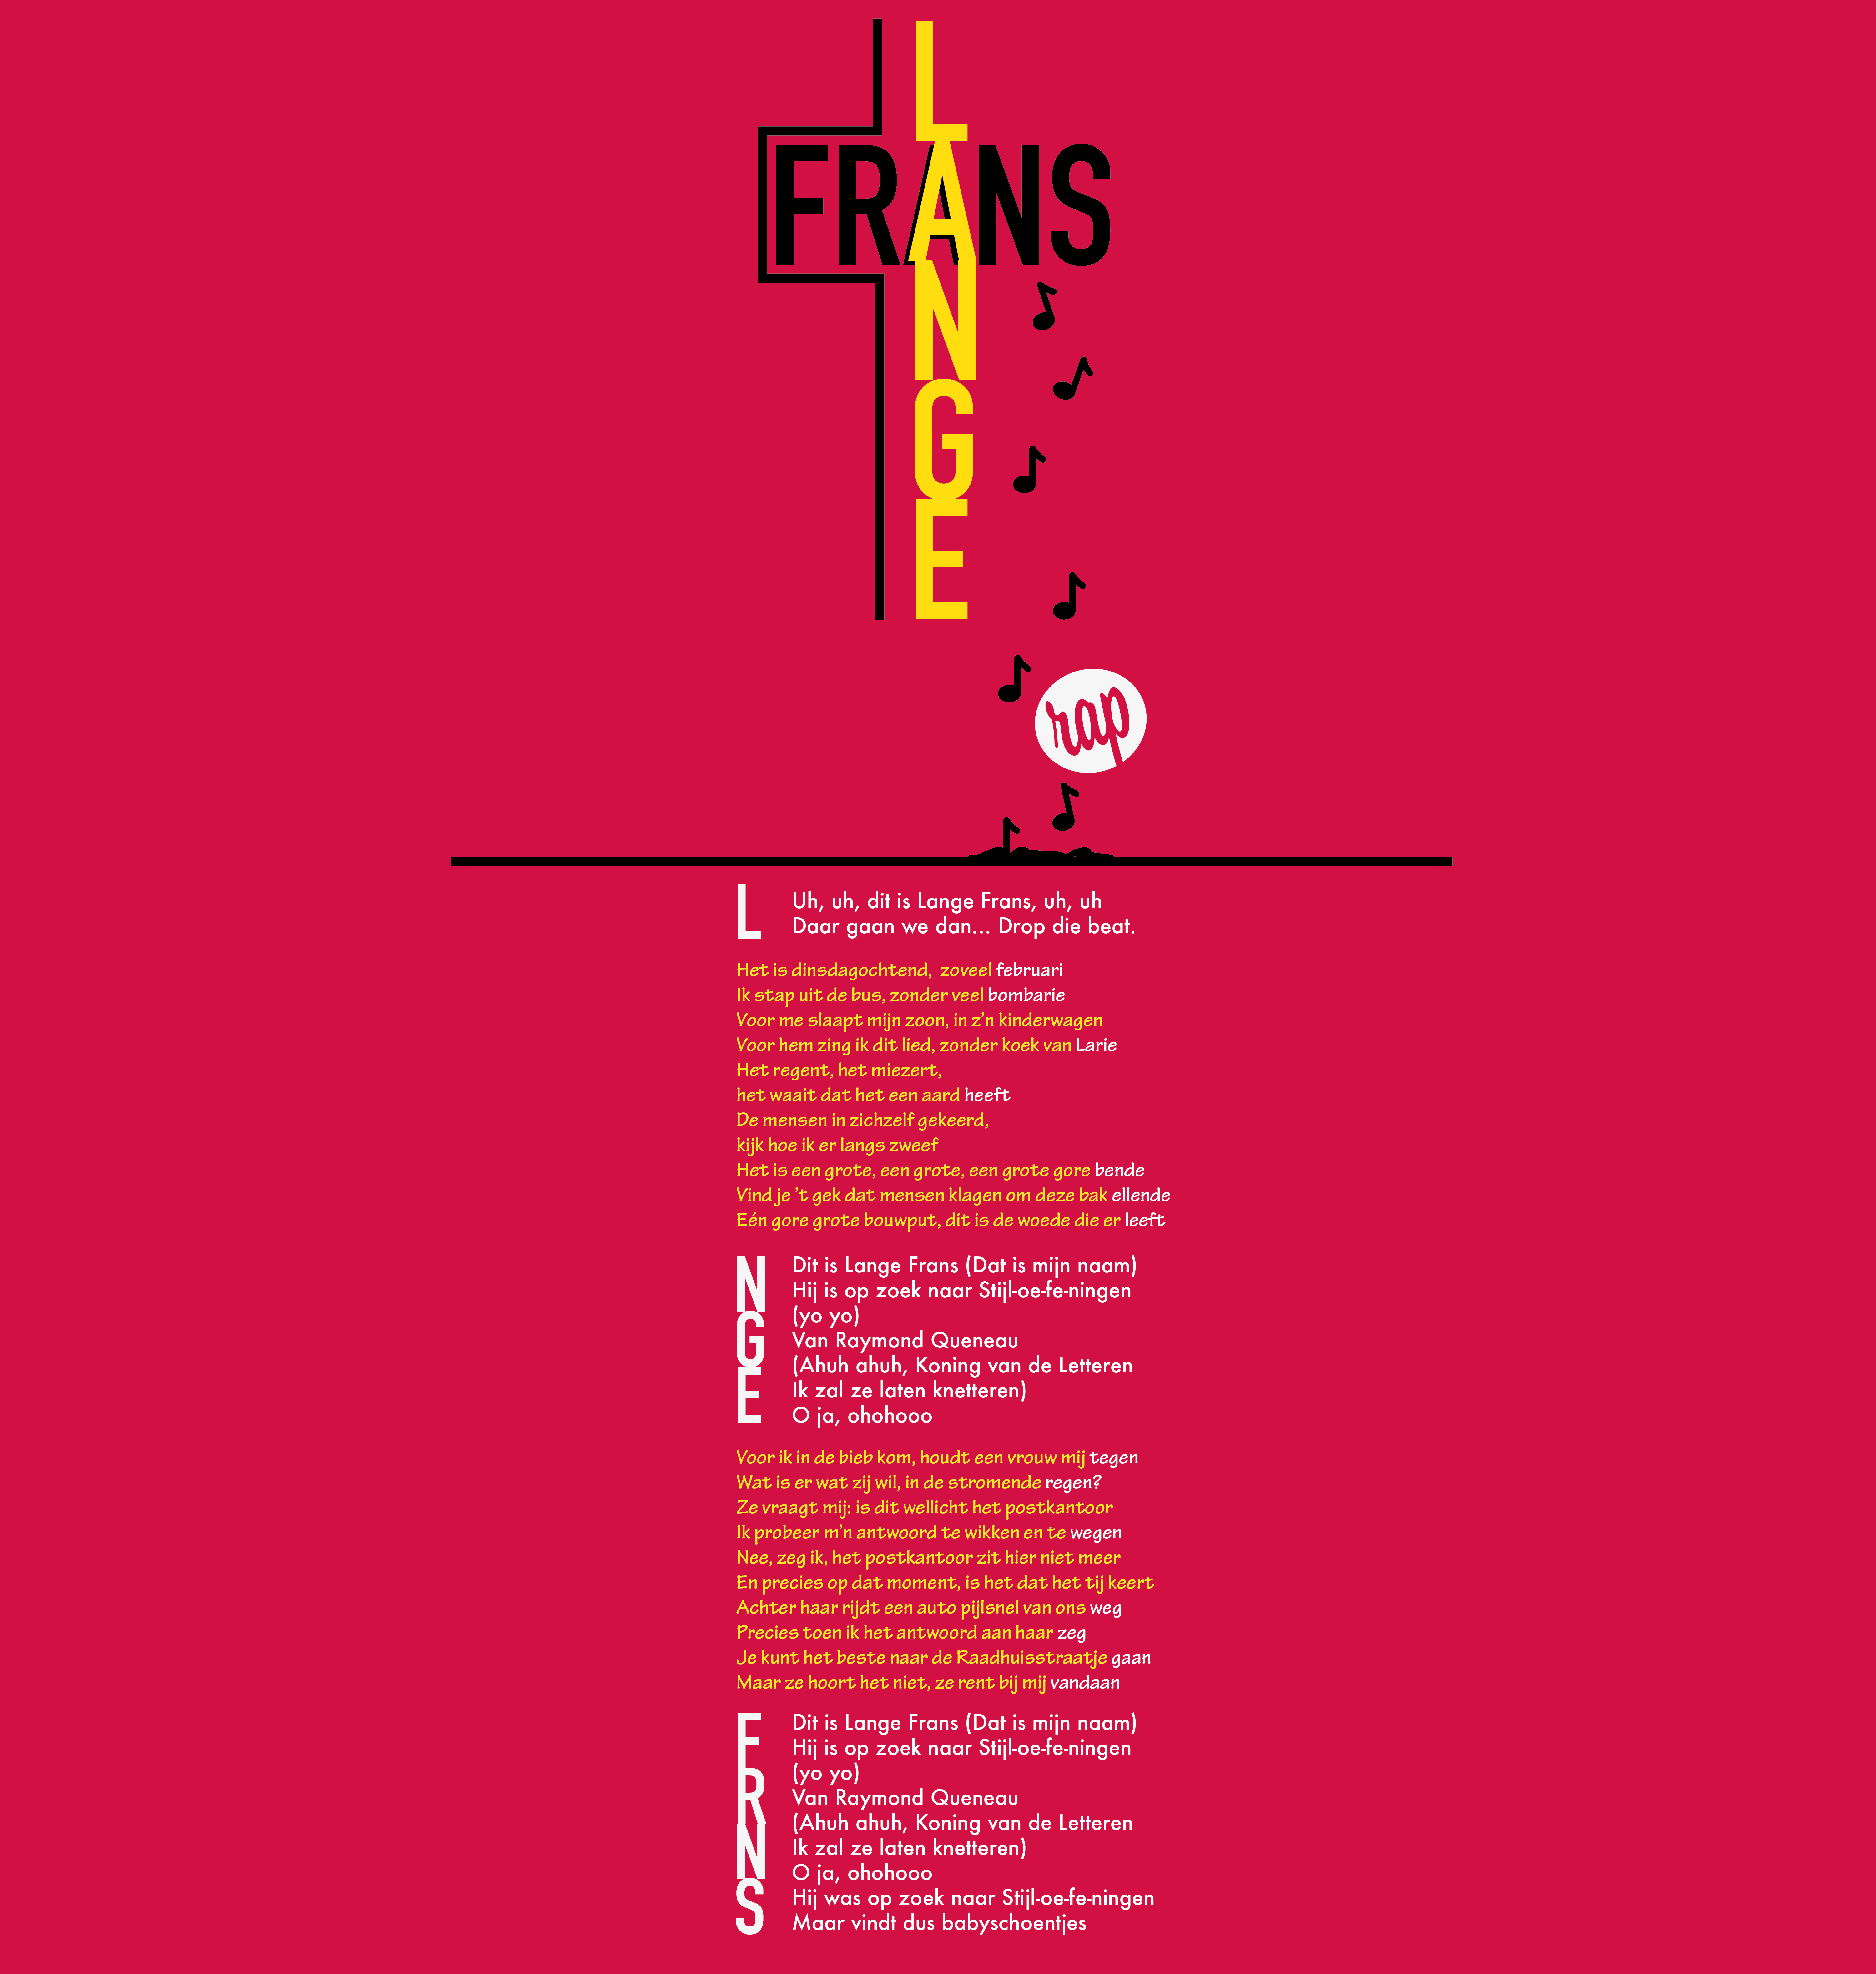 LANGE
FRANS
rap
L
Uh, uh, dit is Lange Frans, uh, uh
Daar gaan we dan... Drop die beat.
Het is dinsdagochtend, zoveel februari
Ik stap uit de bus, zonder veel bombarie
Voor me slaapt mijn zoon, in z'n kinderwagen
Voor hem zing ik dit lied, zonder koek van Larie
Het regent, het miezert,
het waait dat het een aard heeft
De mensen in zichzelf gekeerd,
kijk hoe ik er langs zweef
Het is een grote, een grote, een grote gore bende
Vind je 't gek dat mensen klagen om deze bak ellende
Eén gore grote bouwput, dit is de woede die er leeft
NGE
Dit is Lange Frans (Dat is mijn naam)
Hij is op zoek naar Stijl-oe-fe-ningen
(yo yo)
Van Raymond Queneau
(Ahuh ahuh, Koning van de Letteren
Ik zal ze laten knetteren)
O ja, ohohooo
Voor ik in de bieb kom, houdt een vrouw mij tegen
Wat is er wat zij wil, in de stromende regen?
Ze vraagt mij: is dit wellicht het postkantoor
Ik probeer m'n antwoord te wikken en te wegen
Nee, zeg ik, het postkantoor zit hier niet meer
En precies op dat moment, is het dat het tij keert
Achter haar rijdt een auto pijlsnel van ons weg
Precies toen ik het antwoord aan haar zeg
Je kunt het beste naar de Raadhuisstraatje gaan
Maar ze hoort het niet, ze rent bij mij vandaan
FRNS
Dit is Lange Frans (Dat is mijn naam)
Hij is op zoek naar Stijl-oe-fe-ningen
(yo yo)
Van Raymond Queneau
(Ahuh ahuh, Koning van de Letteren
Ik zal ze laten knetteren)
O ja, ohohooo
Hij was op zoek naar Stijl-oe-fe-ningen
Maar vindt dus babyschoentjes